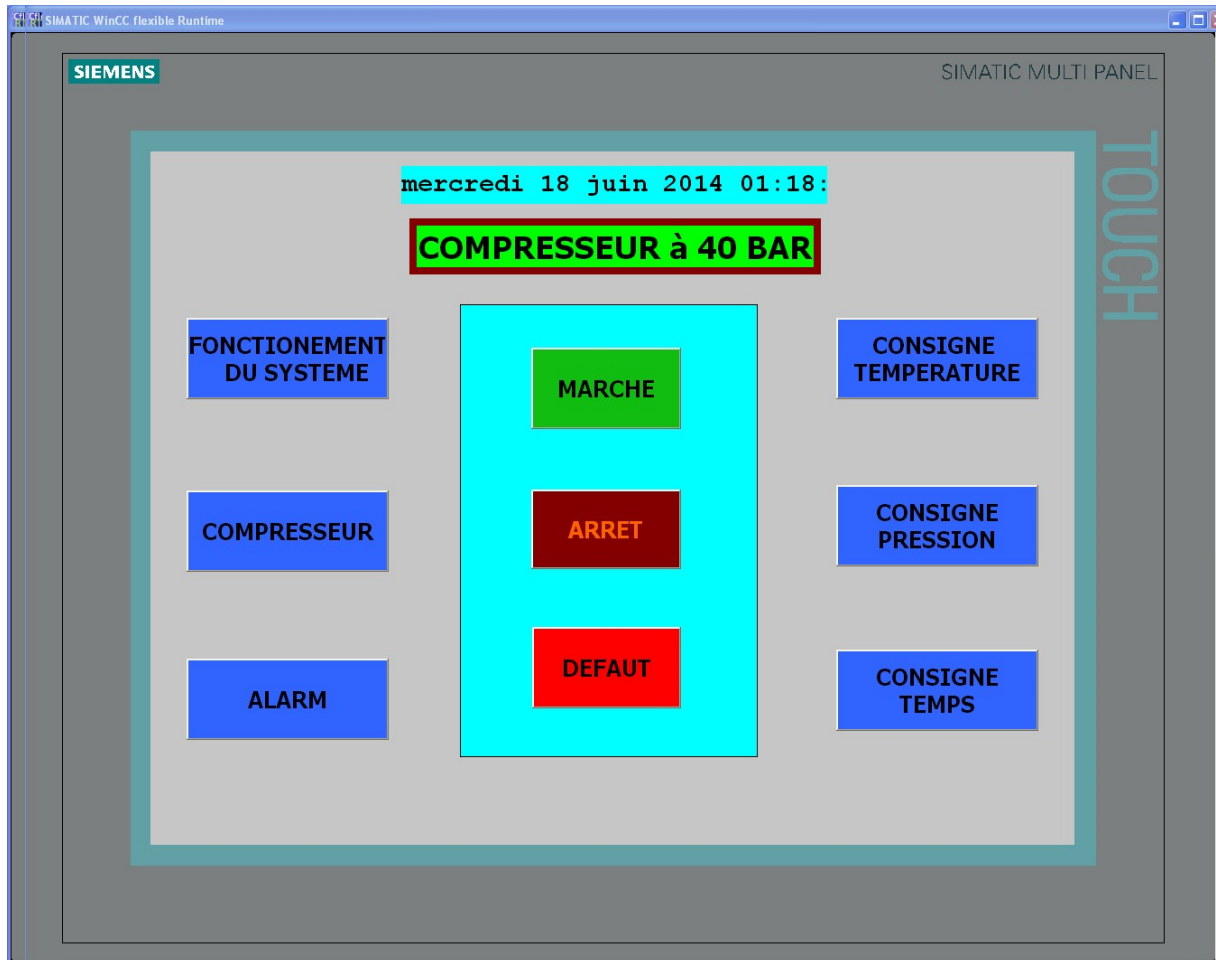 SIMATIC WinCC flexible Runtime
SIEMENS
SIMATIC MULTI PANEL
TOUCH
mercredi 18 juin 2014 01:18:
COMPRESSEUR à 40 BAR
FONCTIONEMENT
DU SYSTEME
COMPRESSEUR
ALARM
MARCHE
ARRET
DEFAUT
CONSIGNE
TEMPERATURE
CONSIGNE
PRESSION
CONSIGNE
TEMPS